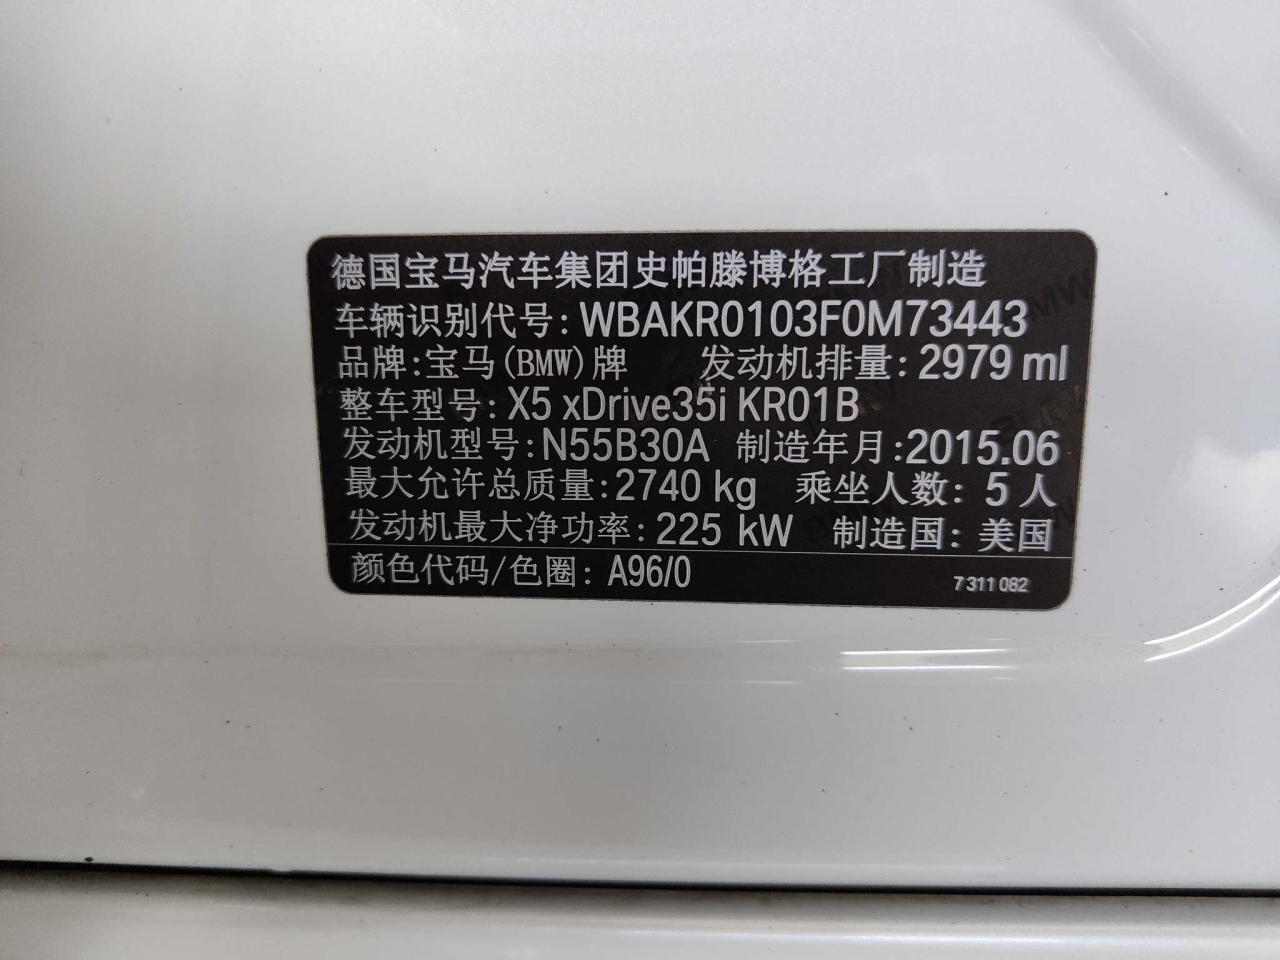 德国宝马汽车集团史帕滕博格工厂制造
车辆识别代号: WBAKR0103F0M73443
品牌:宝马(BMW)牌 发动机排量: 2979 ml
整车型号: X5 xDrive35i KR01B
发动机型号: N55B30A 制造年月:2015.06
最大允许总质量:2740 kg 乘坐人数: 5 人
发动机最大净功率: 225 kW 制造国: 美国
颜色代码/色圈: A96/0 7 311 082